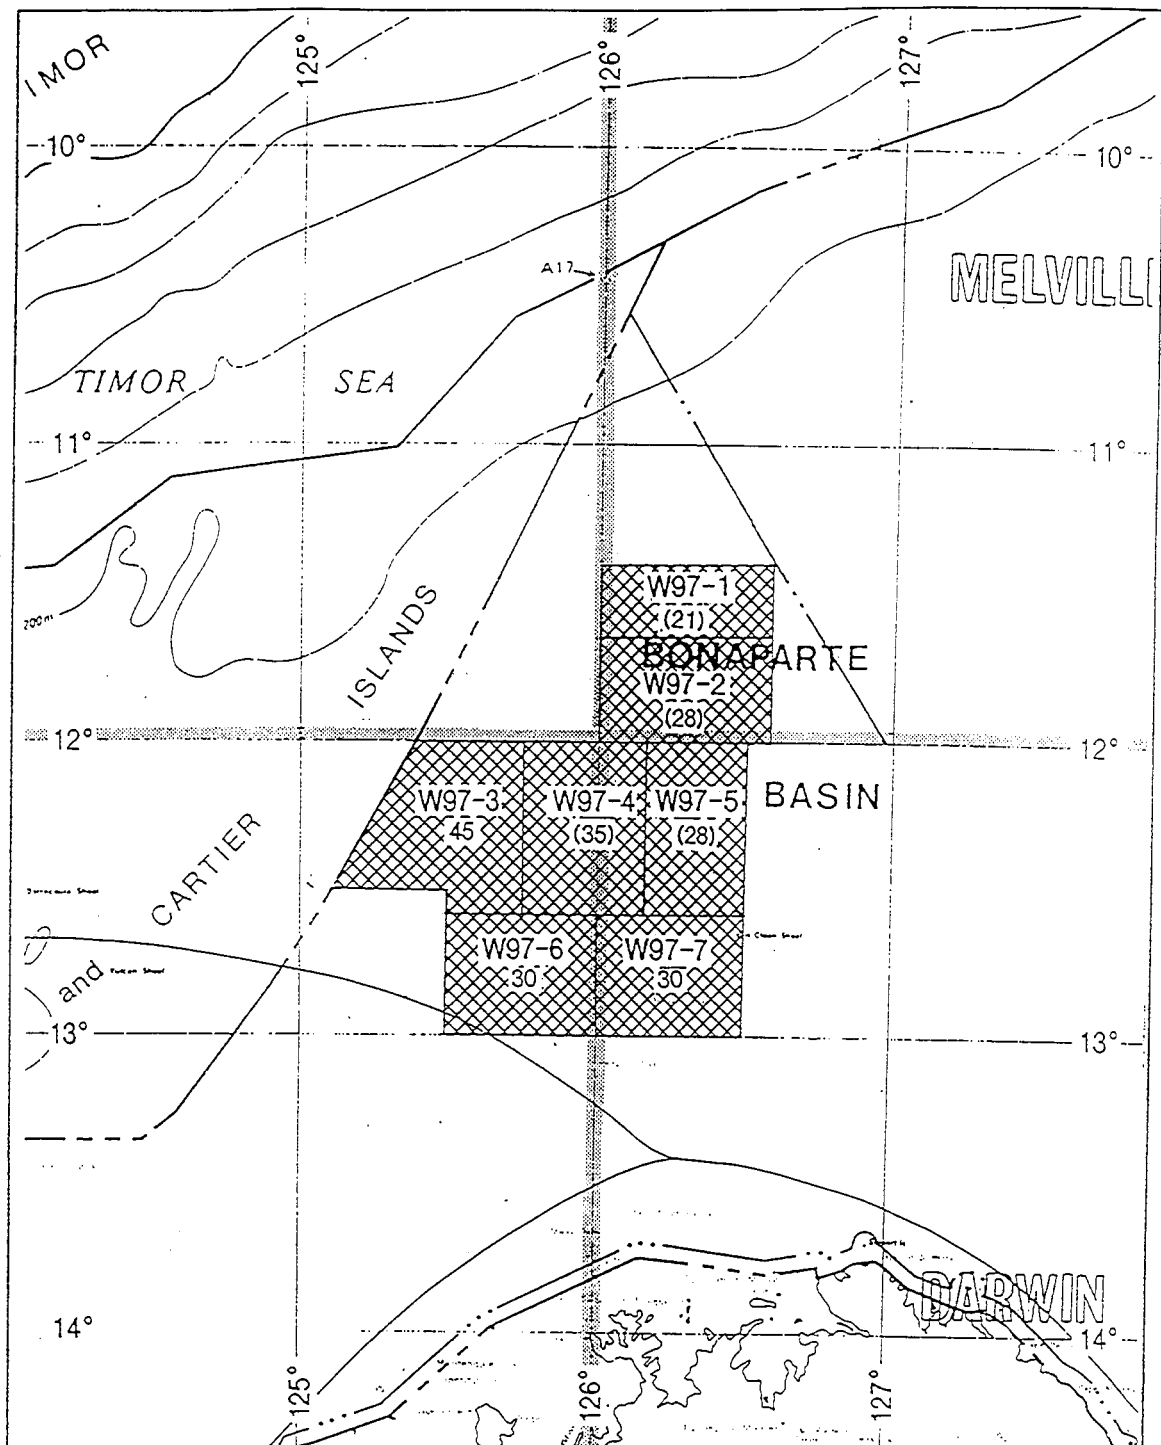 IMOR
125°
126°
127°
10°
10°
MELVILL
A17
TIMOR SEA
11°
11°
W97-1
(21)
200m
ISLANDS
BONAPARTE
W97-2
(28)
12°
12°
W97-3
45
W97-4
(35)
W97-5
(28)
BASIN
CARTIER
W97-6
30
W97-7
30
and
Vulcan Shoal
13°
13°
DARWIN
14°
14°
125°
126°
127°